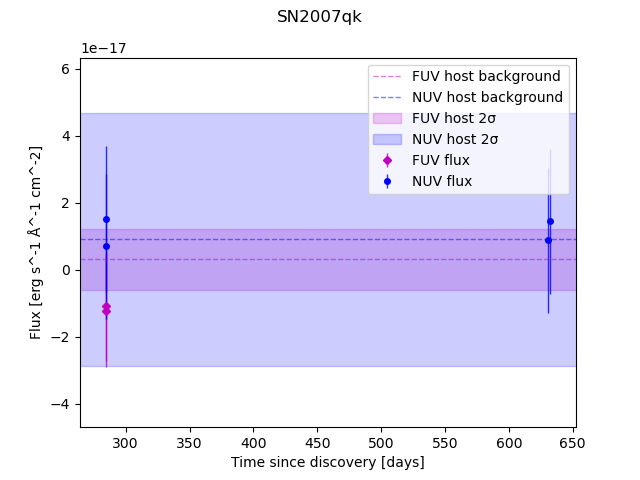 SN2007qk
1e−17
6
4
2
0
−2
−4
Flux [erg s^-1 Å^-1 cm^-2]
FUV host background
NUV host background
FUV host 2σ
NUV host 2σ
FUV flux
NUV flux
300 350 400 450 500 550 600 650
Time since discovery [days]